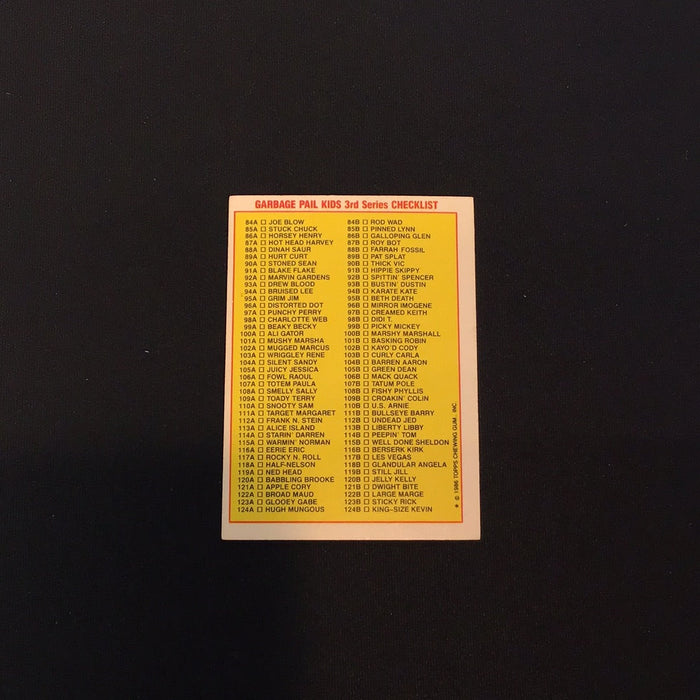 GARBAGE PAIL KIDS 3rd Series CHECKLIST
84A □ JOE BLOW
85A □ STUCK CHUCK
86A □ HORSEY HENRY
87A □ HOT HEAD HARVEY
88A □ DINAH SAUR
89A □ HURT CURT
90A □ STONED SEAN
91A □ BLAKE FLAKE
92A □ MARVIN GARDENS
93A □ DREW BLOOD
94A □ BRUISED LEE
95A □ GRIM JIM
96A □ DISTORTED DOT
97A □ PUNCHY PERRY
98A □ CHARLOTTE WEB
99A □ BEAKY BECKY
100A □ ALI GATOR
101A □ MUSHY MARSHA
102A □ MUGGED MARCUS
103A □ WRIGGLEY RENE
104A □ SILENT SANDY
105A □ JUICY JESSICA
106A □ FOWL RAOUL
107A □ TOTEM PAULA
108A □ SMELLY SALLY
109A □ TOADY TERRY
110A □ SNOOTY SAM
111A □ TARGET MARGARET
112A □ FRANK N. STEIN
113A □ ALICE ISLAND
114A □ STARIN' DARREN
115A □ WARMIN' NORMAN
116A □ EERIE ERIC
117A □ ROCKY N. ROLL
118A □ HALF-NELSON
119A □ NED HEAD
120A □ BABBLING BROOKE
121A □ APPLE CORY
122A □ BROAD MAUD
123A □ GLOOEY GABE
124A □ HUGH MUNGOUS
84B □ ROD WAD
85B □ PINNED LYNN
86B □ GALLOPING GLEN
87B □ ROY BOT
88B □ FARRAH FOSSIL
89B □ PAT SPLAT
90B □ THICK VIC
91B □ HIPPIE SKIPPY
92B □ SPITTIN' SPENCER
93B □ BUSTIN' DUSTIN
94B □ KARATE KATE
95B □ BETH DEATH
96B □ MIRROR IMOGENE
97B □ CREAMED KEITH
98B □ DIDI T.
99B □ PICKY MICKEY
100B □ MARSHY MARSHALL
101B □ BASKING ROBIN
102B □ KAYO'D CODY
103B □ CURLY CARLA
104B □ BARREN AARON
105B □ GREEN DEAN
106B □ MACK QUACK
107B □ TATUM POLE
108B □ FISHY PHYLLIS
109B □ CROAKIN' COLIN
110B □ U.S. ARNIE
111B □ BULLSEYE BARRY
112B □ UNDEAD JED
113B □ LIBERTY LIBBY
114B □ PEEPIN' TOM
115B □ WELL DONE SHELDON
116B □ BERSERK KIRK
117B □ LES VEGAS
118B □ GLANDULAR ANGELA
119B □ STILL JILL
120B □ JELLY KELLY
121B □ DWIGHT BITE
122B □ LARGE MARGE
123B □ STICKY RICK
124B □ KING-SIZE KEVIN
* © 1986 TOPPS CHEWING GUM, INC